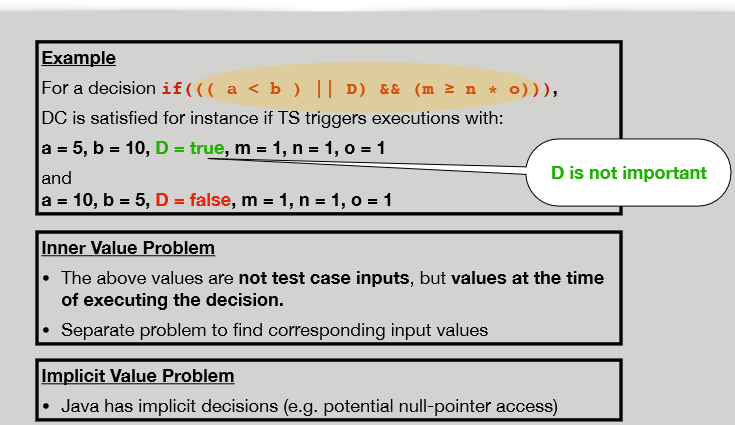 Example
For a decision if((( a < b ) || D) && (m ≥ n * o))),
DC is satisfied for instance if TS triggers executions with:
a = 5, b = 10, D = true, m = 1, n = 1, o = 1
D is not important
and
a = 10, b = 5, D = false, m = 1, n = 1, o = 1
Inner Value Problem
• The above values are not test case inputs, but values at the time
of executing the decision.
• Separate problem to find corresponding input values
Implicit Value Problem
• Java has implicit decisions (e.g. potential null-pointer access)